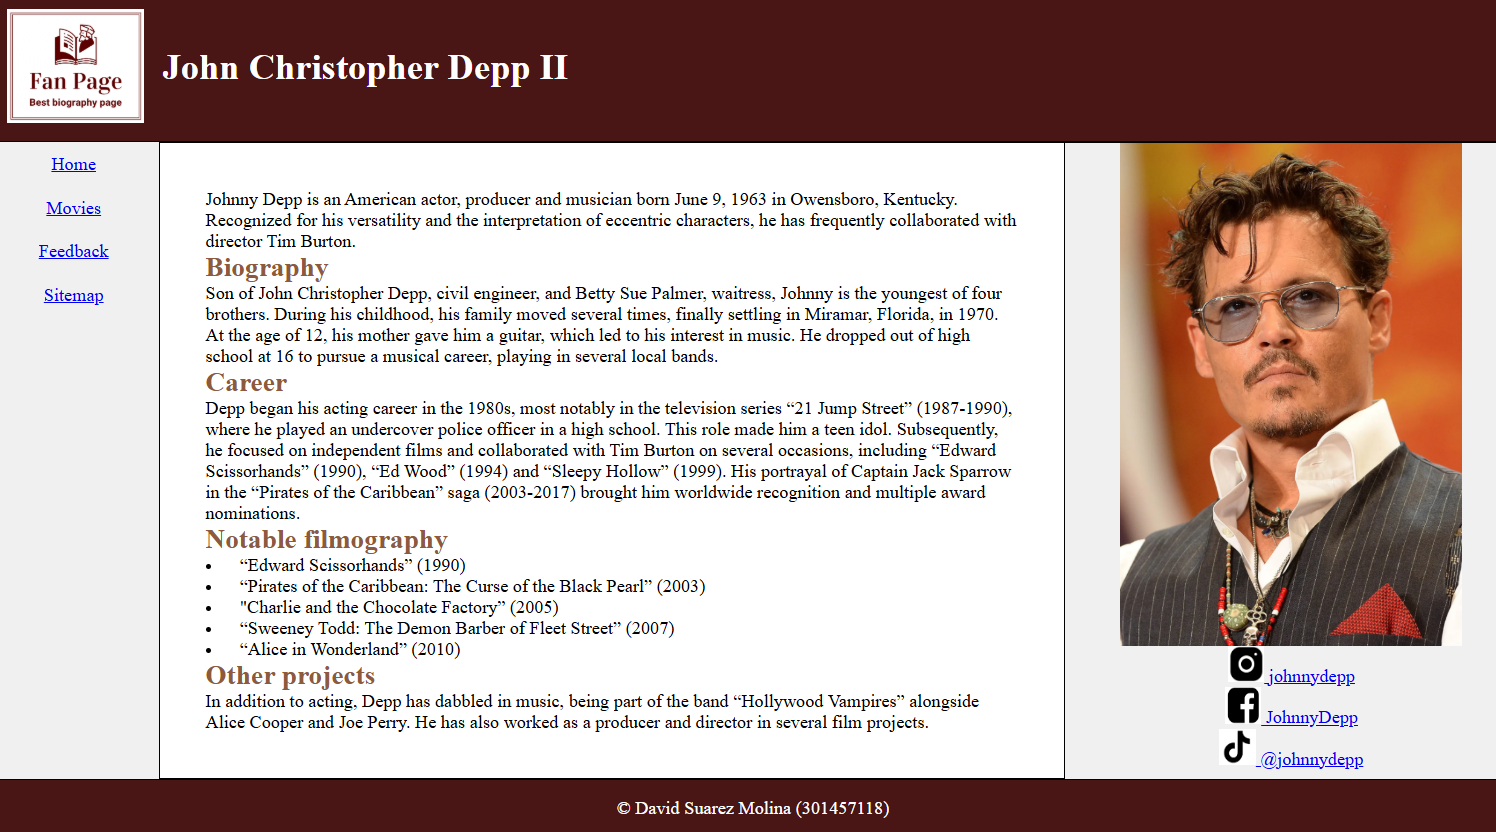 Fan Page
Best biography page
John Christopher Depp II
Home
Movies
Feedback
Sitemap
Johnny Depp is an American actor, producer and musician born June 9, 1963 in Owensboro, Kentucky.
Recognized for his versatility and the interpretation of eccentric characters, he has frequently collaborated with
director Tim Burton.
Biography
Son of John Christopher Depp, civil engineer, and Betty Sue Palmer, waitress, Johnny is the youngest of four
brothers. During his childhood, his family moved several times, finally settling in Miramar, Florida, in 1970.
At the age of 12, his mother gave him a guitar, which led to his interest in music. He dropped out of high
school at 16 to pursue a musical career, playing in several local bands.
Career
Depp began his acting career in the 1980s, most notably in the television series “21 Jump Street” (1987-1990),
where he played an undercover police officer in a high school. This role made him a teen idol. Subsequently,
he focused on independent films and collaborated with Tim Burton on several occasions, including “Edward
Scissorhands” (1990), “Ed Wood” (1994) and “Sleepy Hollow” (1999). His portrayal of Captain Jack Sparrow
in the “Pirates of the Caribbean” saga (2003-2017) brought him worldwide recognition and multiple award
nominations.
Notable filmography
• “Edward Scissorhands” (1990)
• “Pirates of the Caribbean: The Curse of the Black Pearl” (2003)
• "Charlie and the Chocolate Factory” (2005)
• “Sweeney Todd: The Demon Barber of Fleet Street” (2007)
• “Alice in Wonderland” (2010)
Other projects
In addition to acting, Depp has dabbled in music, being part of the band “Hollywood Vampires” alongside
Alice Cooper and Joe Perry. He has also worked as a producer and director in several film projects.
johnnydepp
JohnnyDepp
@johnnydepp
© David Suarez Molina (301457118)